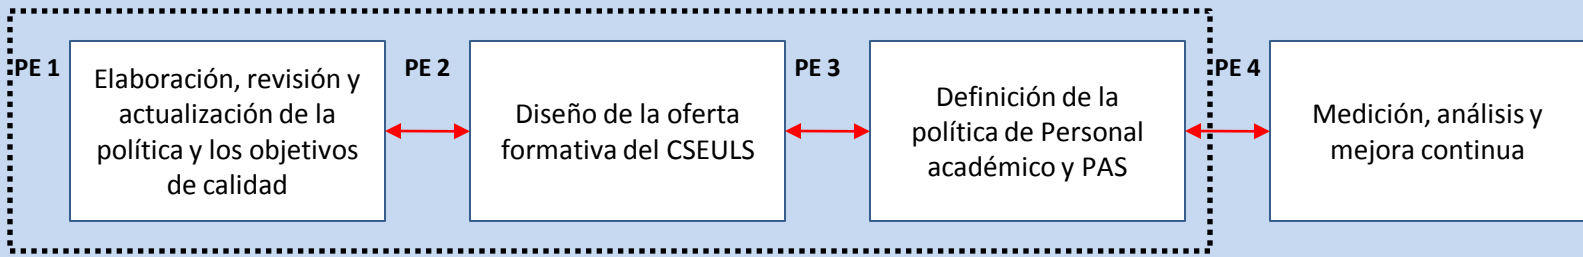 PE 1
Elaboración, revisión y
actualización de la
política y los objetivos
de calidad
PE 2
Diseño de la oferta
formativa del CSEULS
PE 3
Definición de la
política de Personal
académico y PAS
PE 4
Medición, análisis y
mejora continua